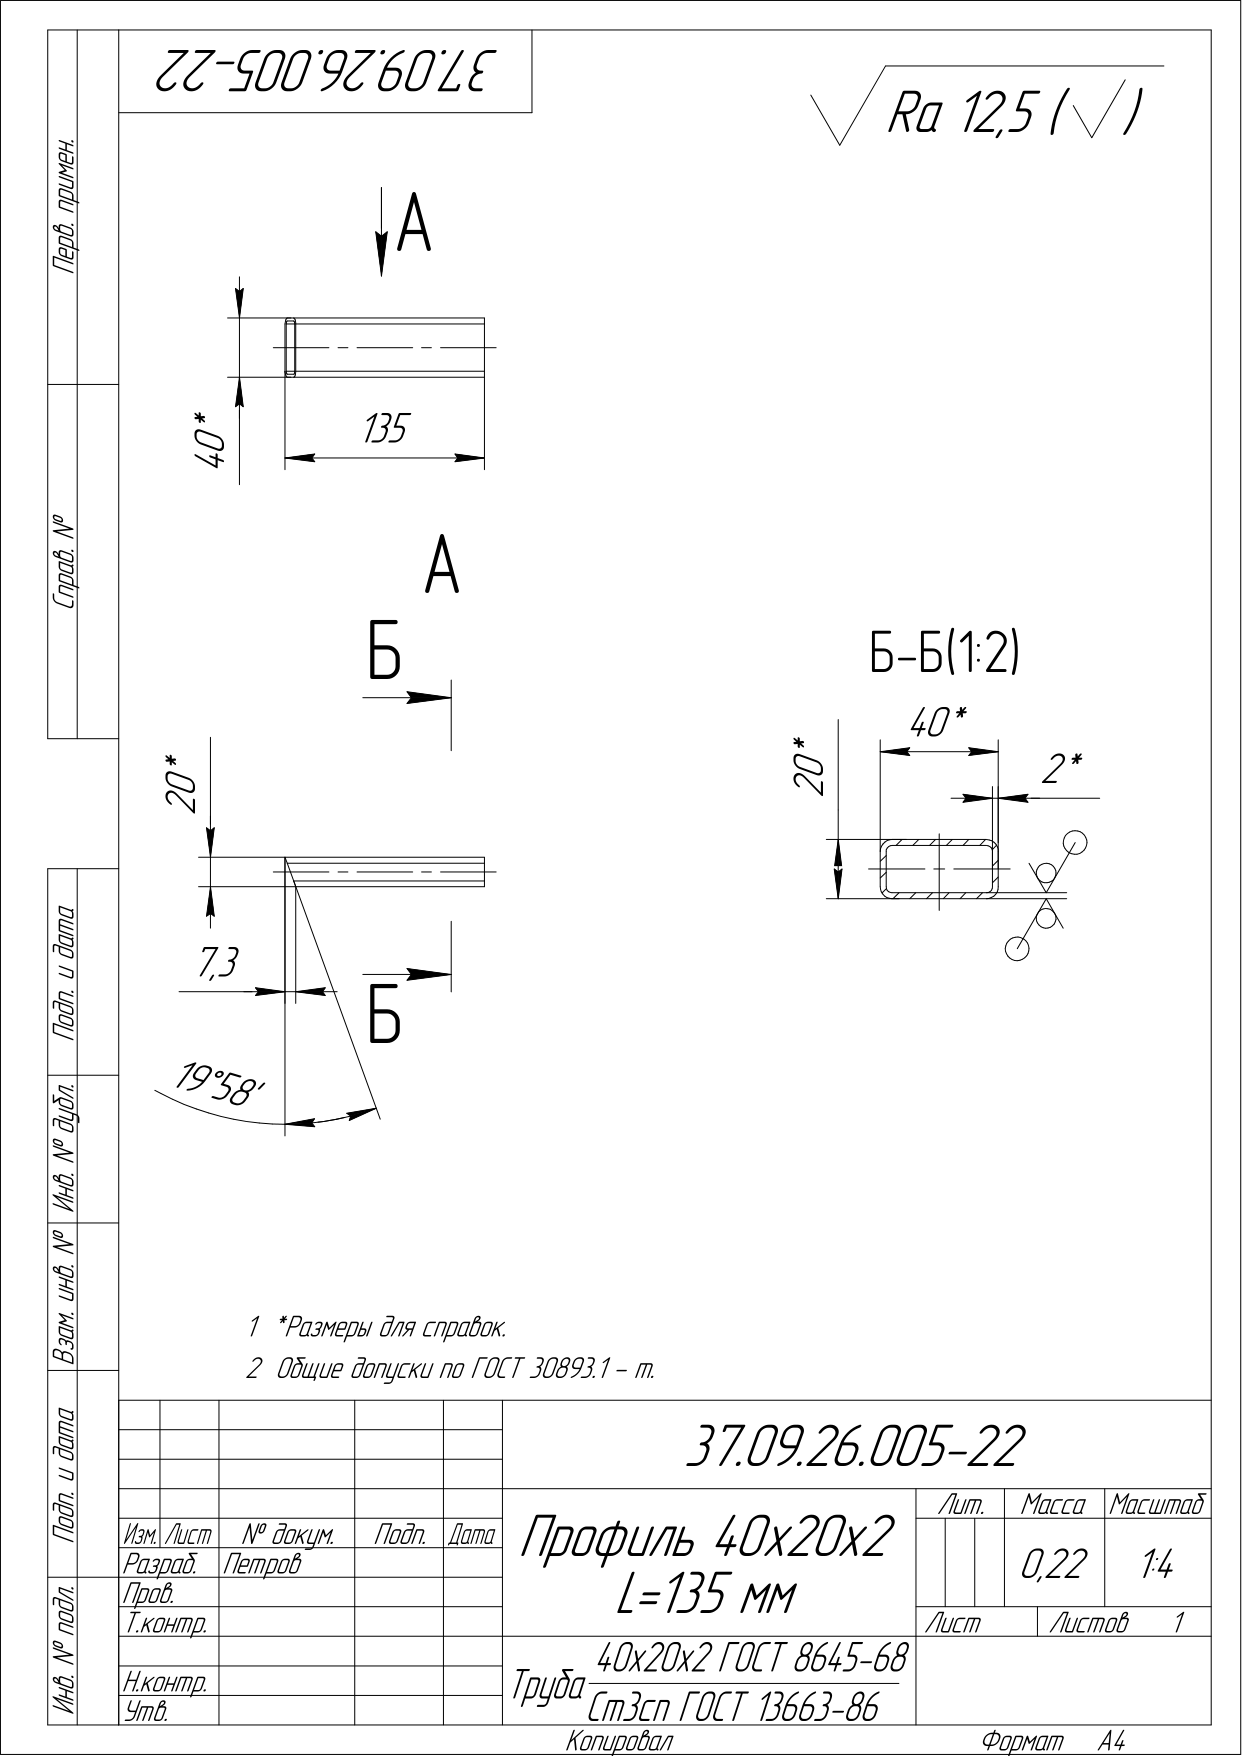 37.09.26.005-22
Ra 12,5 (√)
Перв. примен.
Справ. №
Подп. и дата
Инв. № дубл.
Взам. инв. №
Подп. и дата
Инв. № подл.
А
40*
135
А
Б
20*
7,3
Б
19°58'
Б-Б(1:2)
40*
20*
2*
1 *Размеры для справок.
2 Общие допуски по ГОСТ 30893.1 - m.
37.09.26.005-22
Лит. Масса Масштаб
Изм. Лист № докум. Подп. Дата
Разраб. Петров
Пров.
Т.контр.
Н.контр.
Утв.
Профиль 40х20х2
L=135 мм
0,22 1:4
Лист Листов 1
Труба 40х20х2 ГОСТ 8645-68
Ст3сп ГОСТ 13663-86
Копировал Формат А4